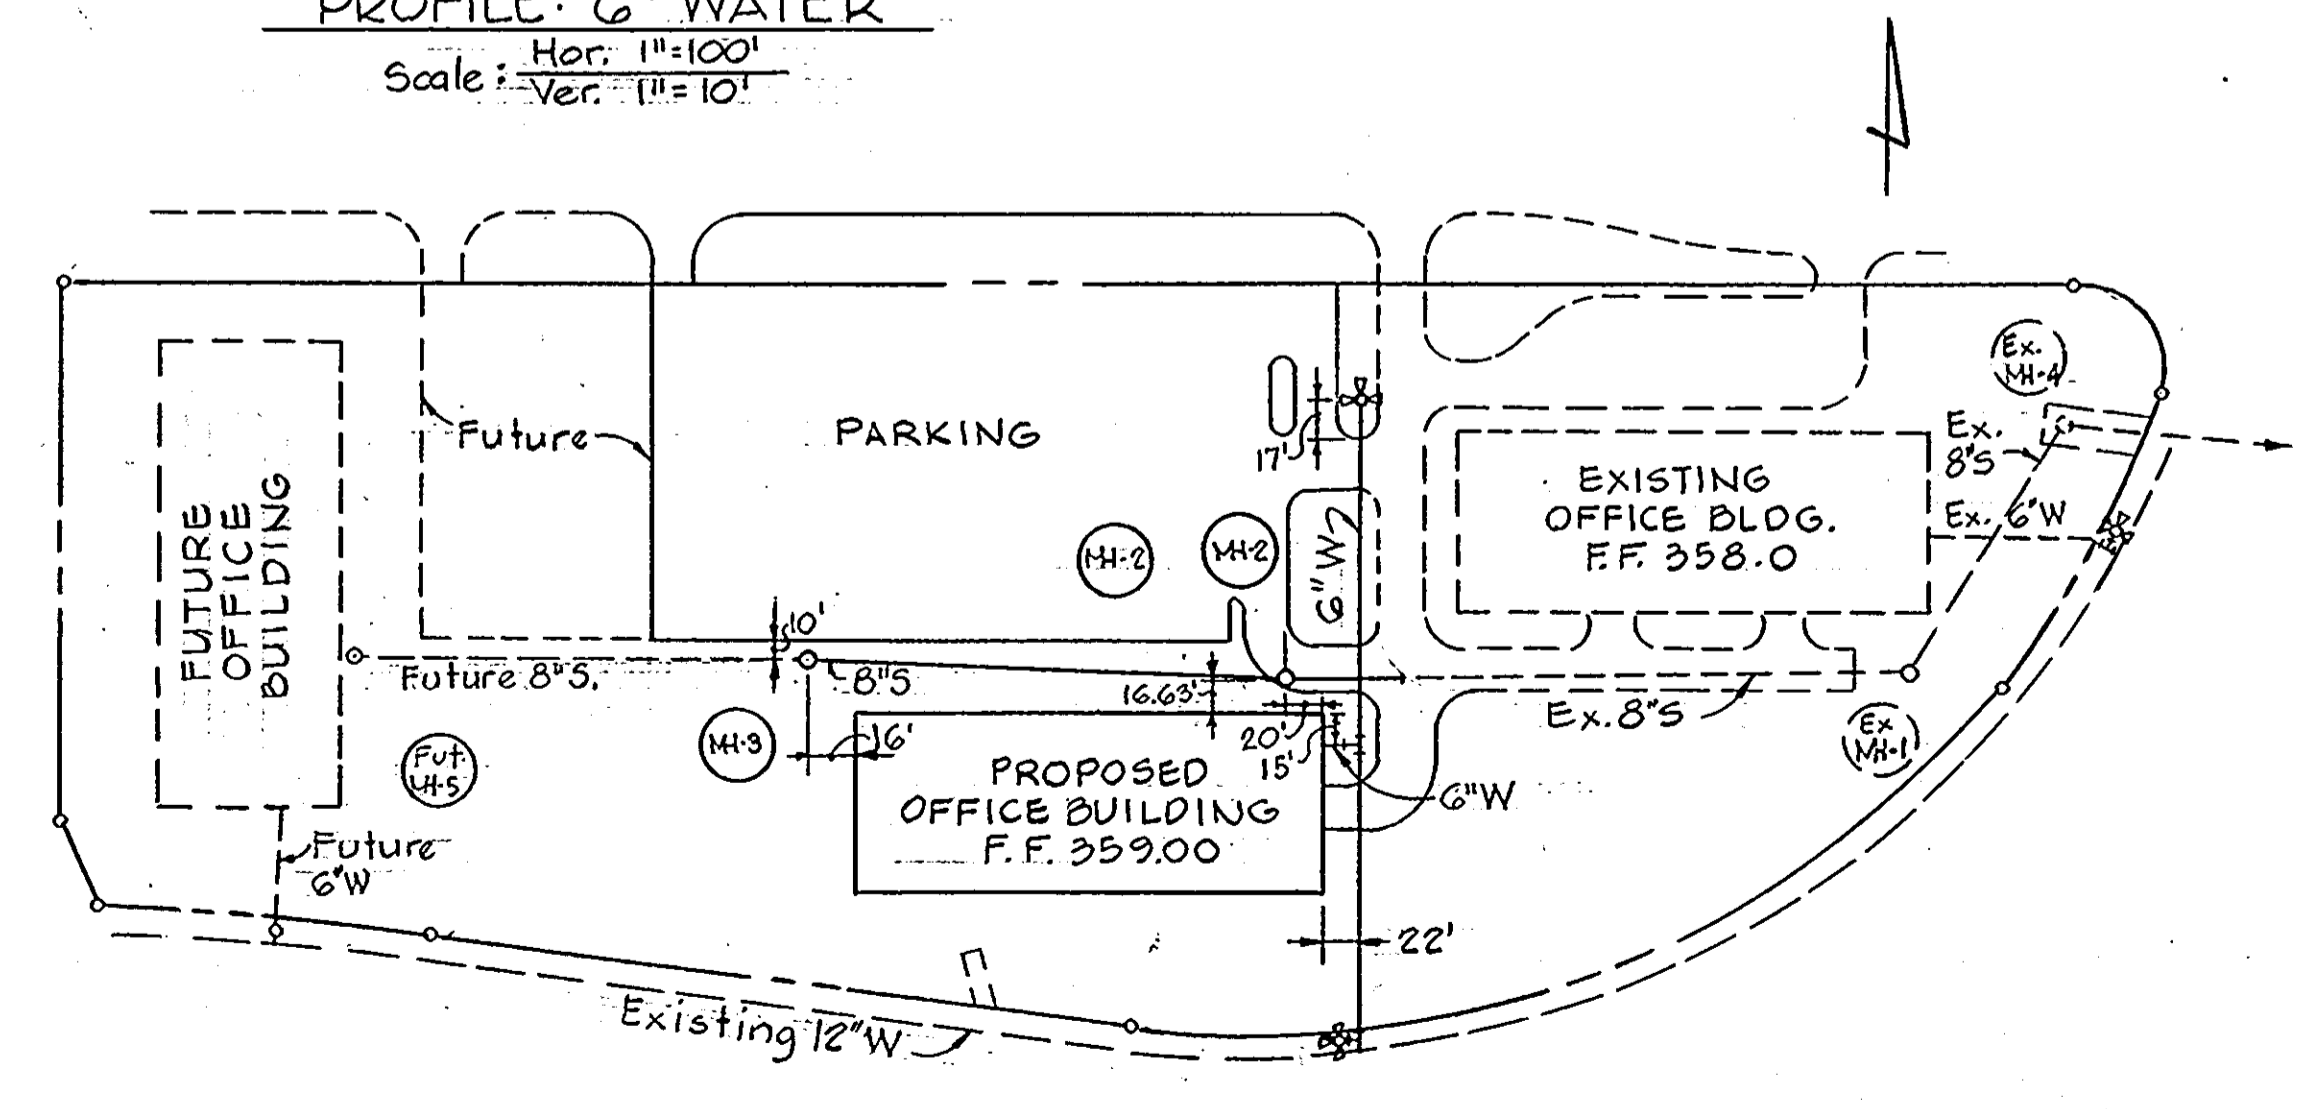 PROFILE: 6" WATER
Scale: Hor. 1"=100'
Ver. 1"=10'
Ex.
MH-4
Future
PARKING
17'
Ex.
8"S
EXISTING
OFFICE BLDG.
F.F. 358.0
Ex. 6"W
FUTURE
OFFICE
BUILDING
MH-2
MH-2
6"W
10'
Future 8"S.
8"S
16.63'
Ex. 8"S
20'
15'
MH-3
16'
Ex
MH-1
Fut.
MH-5
PROPOSED
OFFICE BUILDING
F.F. 359.00
6"W
Future
6"W
22'
Existing 12"W